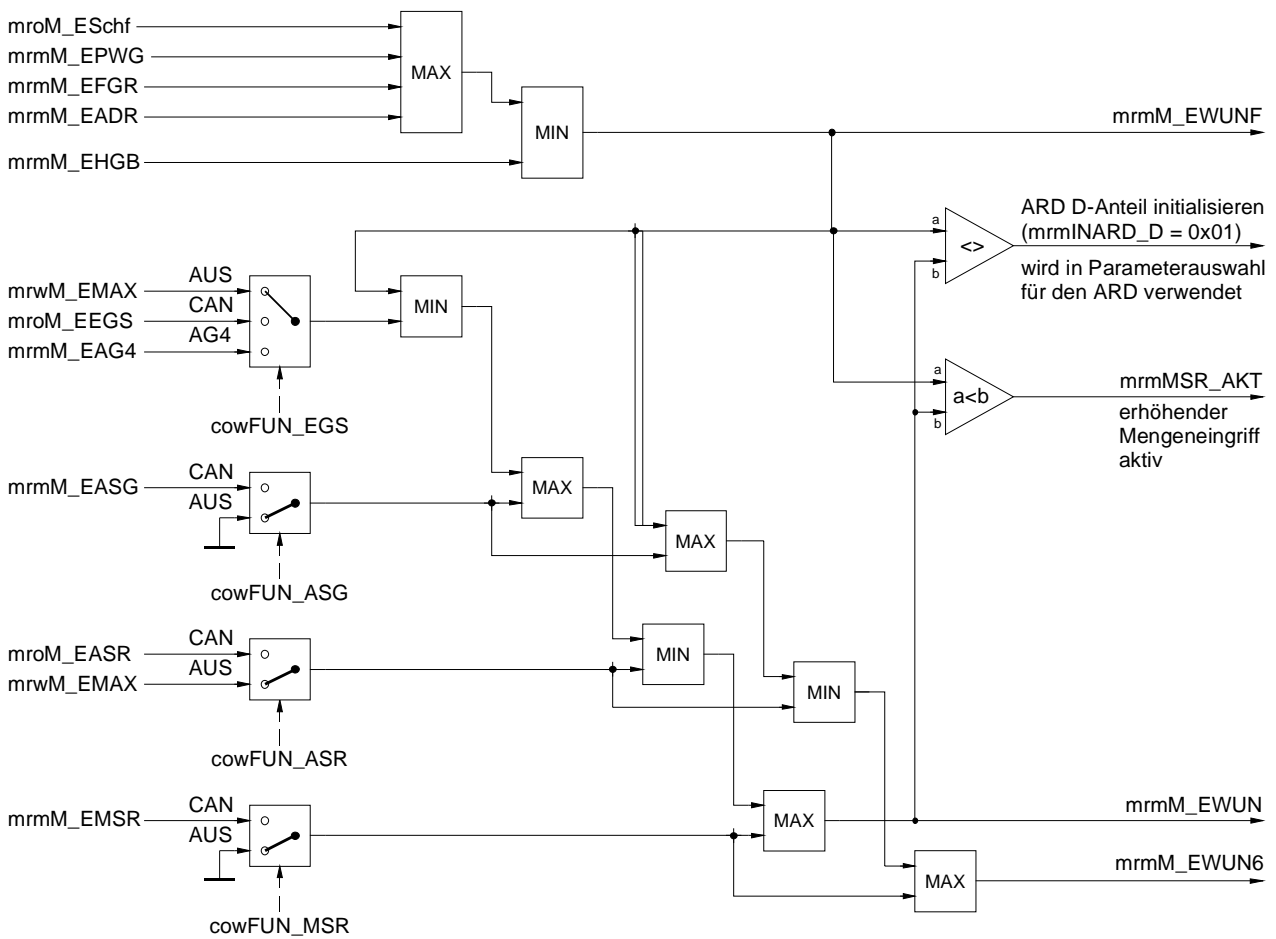 mroM_ESchf
mrmM_EPWG
mrmM_EFGR
mrmM_EADR
MAX
mrmM_EHGB
MIN
mrmM_EWUNF
ARD D-Anteil initialisieren
(mrmINARD_D = 0x01)
a
<>
b
wird in Parameterauswahl
für den ARD verwendet
AUS
mrwM_EMAX
CAN
mroM_EEGS
AG4
mrmM_EAG4
MIN
cowFUN_EGS
a
a<b
b
mrmMSR_AKT
erhöhender
Mengeneingriff
aktiv
CAN
mrmM_EASG
AUS
MAX
MAX
cowFUN_ASG
CAN
mroM_EASR
AUS
mrwM_EMAX
MIN
MIN
cowFUN_ASR
CAN
mrmM_EMSR
AUS
MAX
mrmM_EWUN
MAX
mrmM_EWUN6
cowFUN_MSR